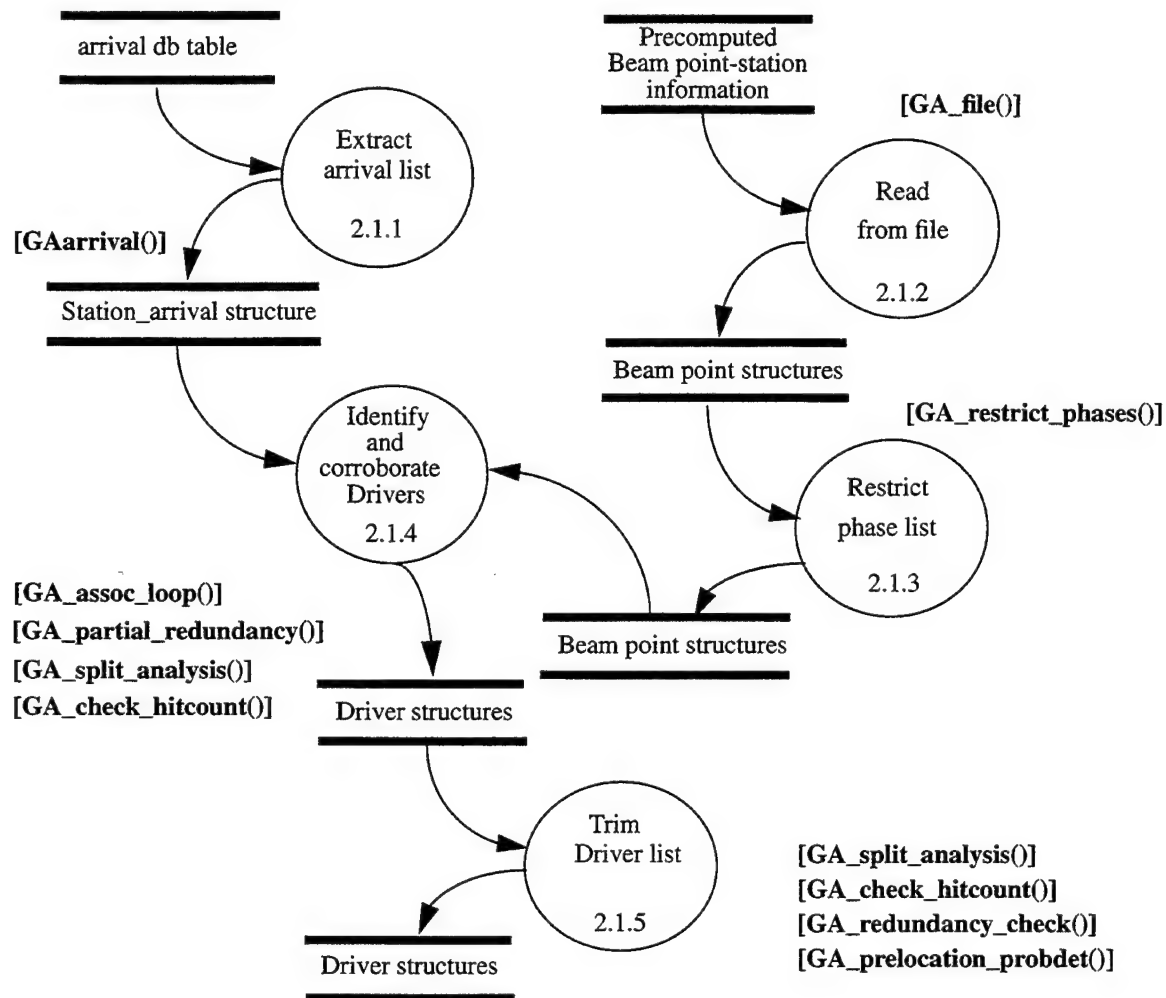 arrival db table
Precomputed
Beam point-station
information
[GA_file()]
Extract
arrival list
2.1.1
Read
from file
2.1.2
[GAarrival()]
Station_arrival structure
Beam point structures
[GA_restrict_phases()]
Identify
and
corroborate
Drivers
2.1.4
Restrict
phase list
2.1.3
[GA_assoc_loop()]
[GA_partial_redundancy()]
[GA_split_analysis()]
[GA_check_hitcount()]
Beam point structures
Driver structures
Trim
Driver list
2.1.5
[GA_split_analysis()]
[GA_check_hitcount()]
[GA_redundancy_check()]
[GA_prelocation_probdet()]
Driver structures